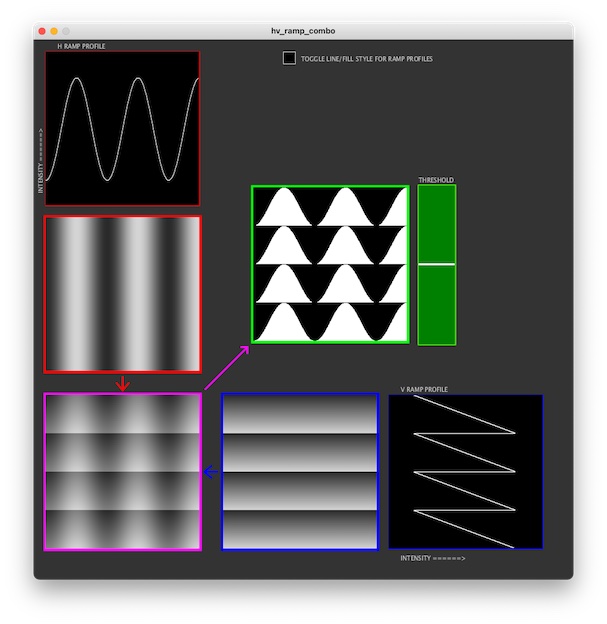 hv_ramp_combo
H RAMP PROFILE
TOGGLE LINE/FILL STYLE FOR RAMP PROFILES
INTENSITY ======>
THRESHOLD
V RAMP PROFILE
INTENSITY ======>